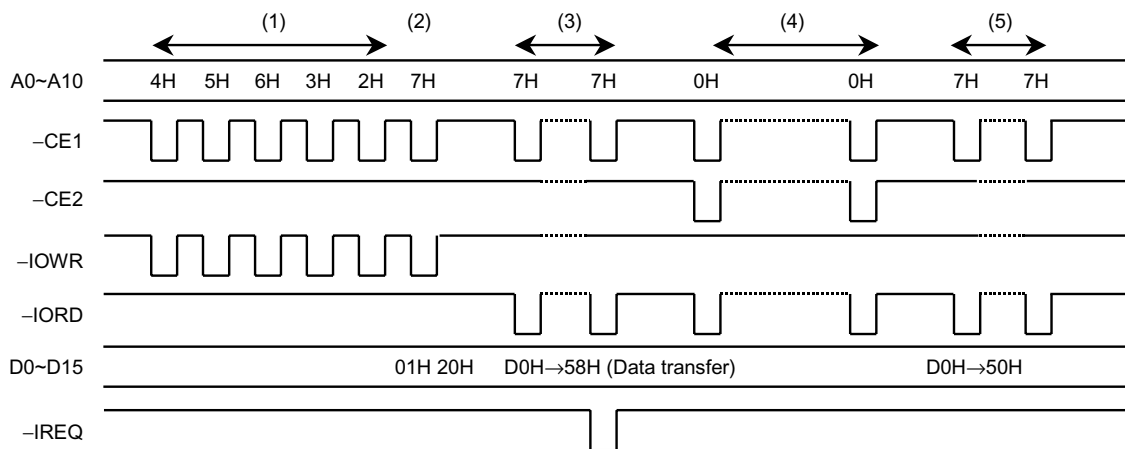 (1) (2) (3) (4) (5)
A0~A10 4H 5H 6H 3H 2H 7H 7H 7H 0H 0H 7H 7H
–CE1
–CE2
–IOWR
–IORD
D0~D15 01H 20H D0H→58H (Data transfer) D0H→50H
–IREQ